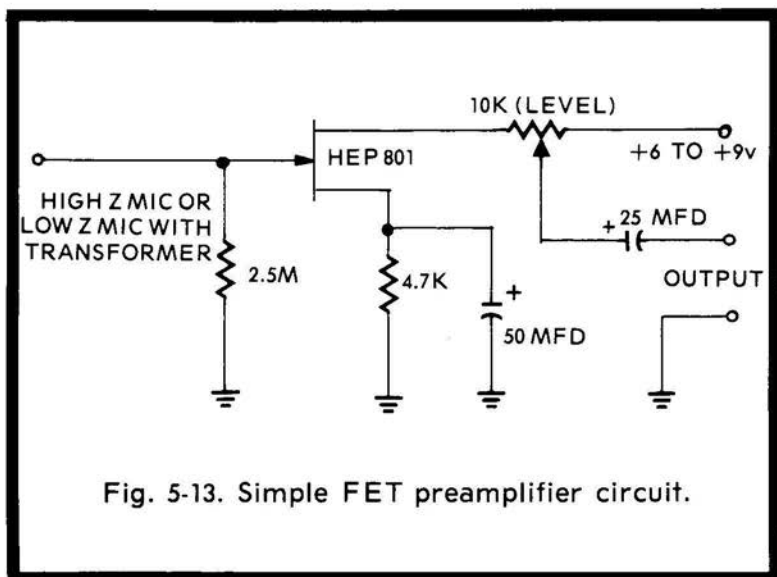 10K (LEVEL)
HEP 801
+6 TO +9v
HIGH Z MIC OR
LOW Z MIC WITH
TRANSFORMER
+ 25 MFD
2.5M
4.7K
+
OUTPUT
50 MFD
Fig. 5-13. Simple FET preamplifier circuit.